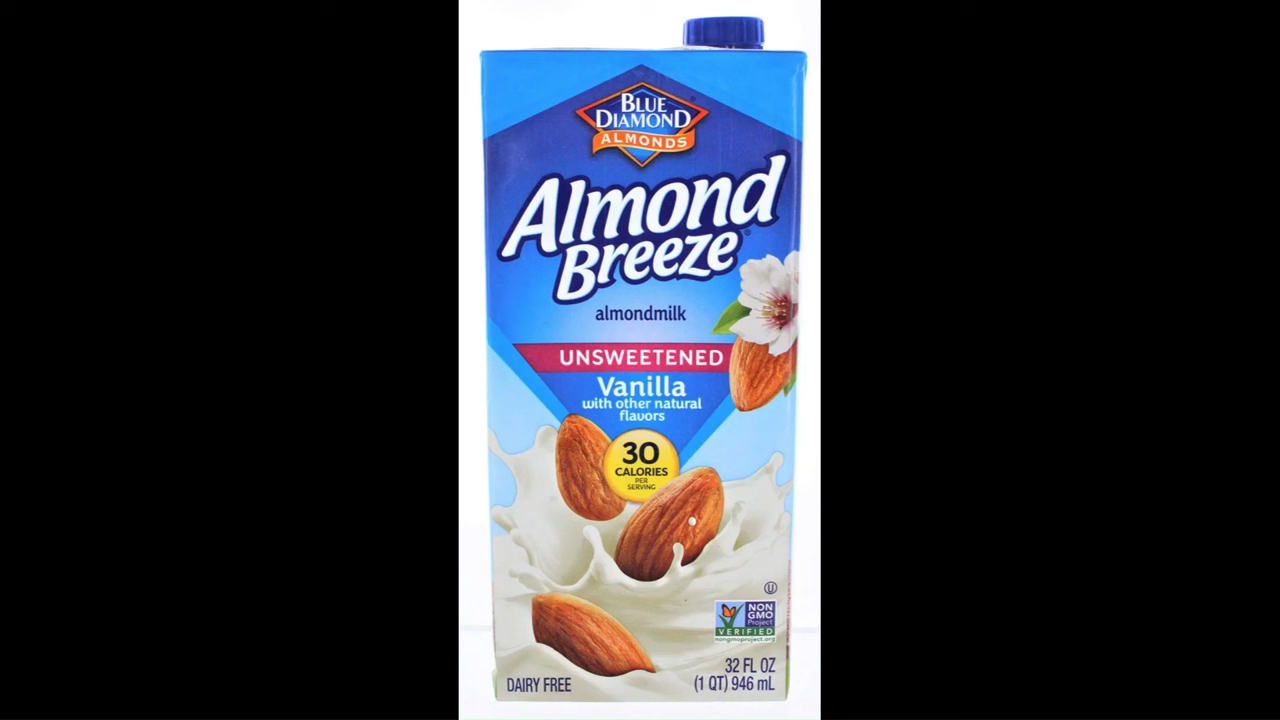 BLUE
DIAMOND
ALMONDS
Almond
Breeze
almondmilk
UNSWEETENED
Vanilla
with other natural
flavors
30
CALORIES
PER
SERVING
U
NON
GMO
Project
VERIFIED
nongmoproject.org
32 FL OZ
(1 QT) 946 mL
DAIRY FREE